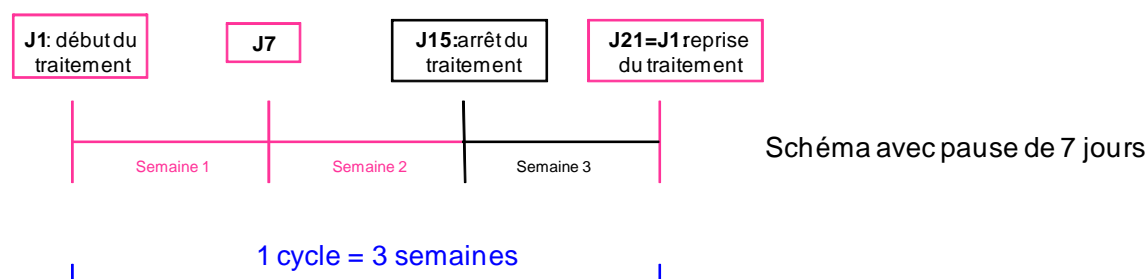 J1: début du
traitement
J7
J15:arrêt du
traitement
J21=J1:reprise
du traitement
Semaine 1
Semaine 2
Semaine 3
Schéma avec pause de 7 jours
1 cycle = 3 semaines